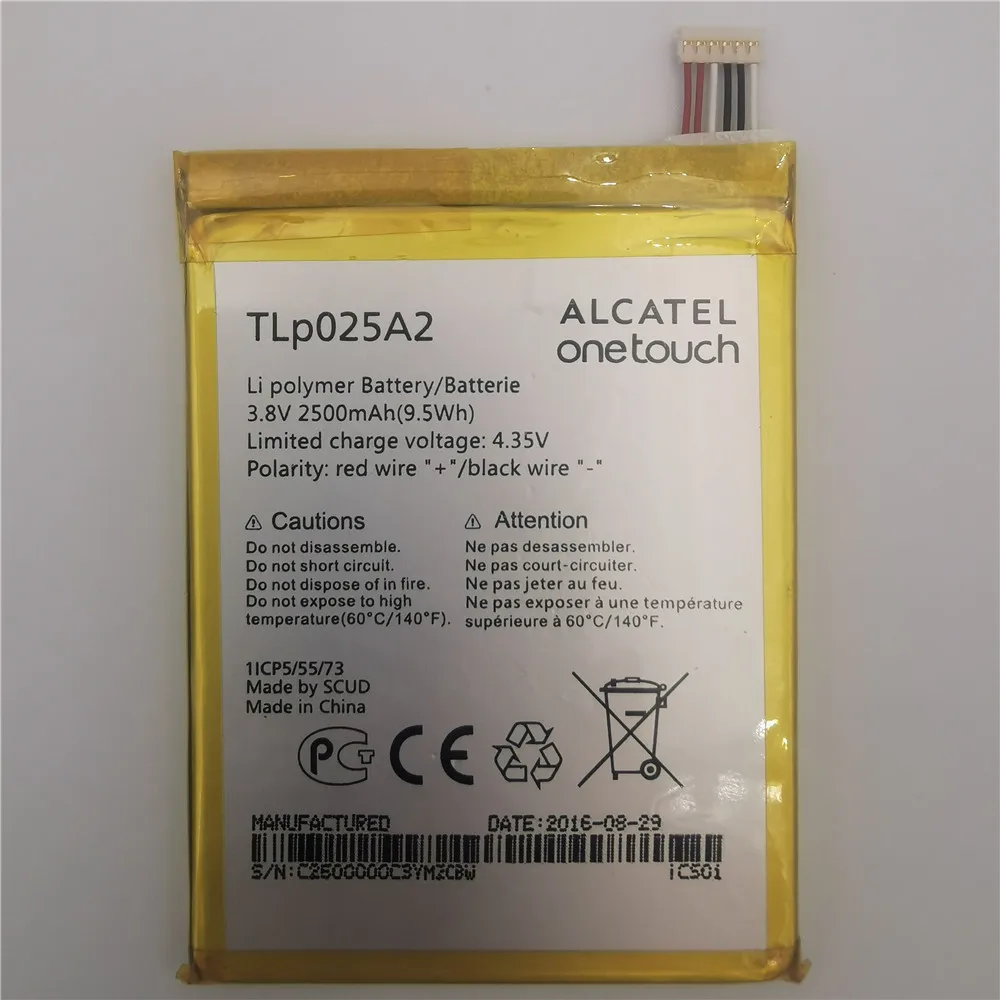 TLp025A2
ALCATEL
onetouch
Li polymer Battery/Batterie
3.8V 2500mAh(9.5Wh)
Limited charge voltage: 4.35V
Polarity: red wire "+"/black wire "-"
⚠ Cautions
Do not disassemble.
Do not short circuit.
Do not dispose of in fire.
Do not expose to high
temperature(60°C/140°F).
⚠ Attention
Ne pas desassembler.
Ne pas court-circuiter.
Ne pas jeter au feu.
Ne pas exposer à une température
supérieure à 60°C/140°F.
1ICP5/55/73
Made by SCUD
Made in China
PCT CE
MANUFACTURED DATE:2016-08-29
S/N:C2500000C3YMZCBW iC50i